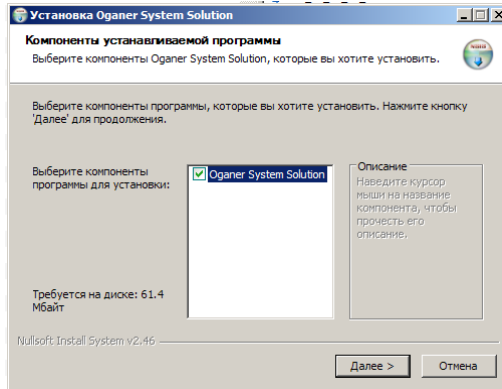 Установка Oganer System Solution
Компоненты устанавливаемой программы
Выберите компоненты Oganer System Solution, которые вы
хотите установить.
Выберите компоненты программы, которые вы хотите установить. Нажмите кнопку
'Далее' для продолжения.
Выберите компоненты
программы для установки:
Oganer System Solution
Описание
Наведите курсор
мыши на название
компонента, чтобы
прочесть его
описание.
Требуется на диске: 61.4
Мбайт
Nullsoft Install System v2.46
Далее >
Отмена